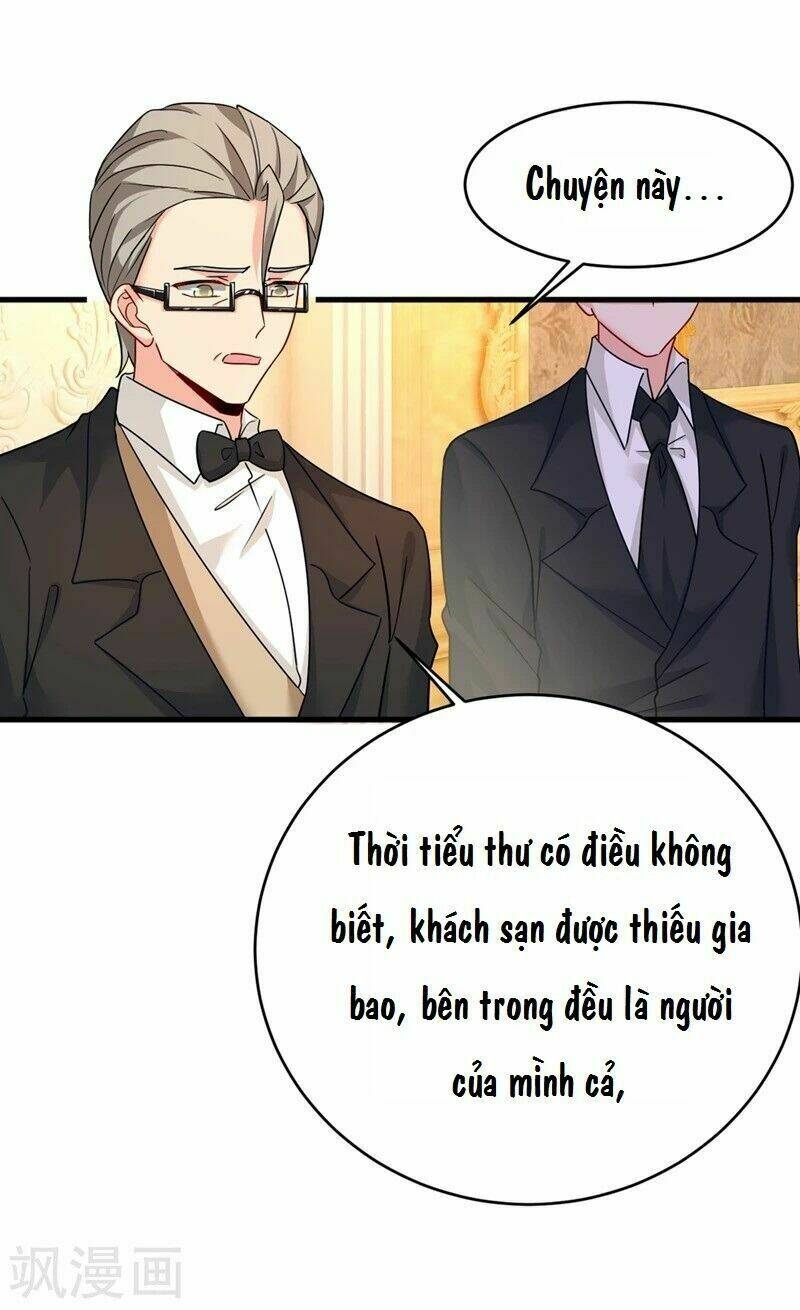 Chuyện này...
Thời tiểu thư có điều không
biết, khách sạn được thiếu gia
bao, bên trong đều là người
của mình cả,
飒漫画